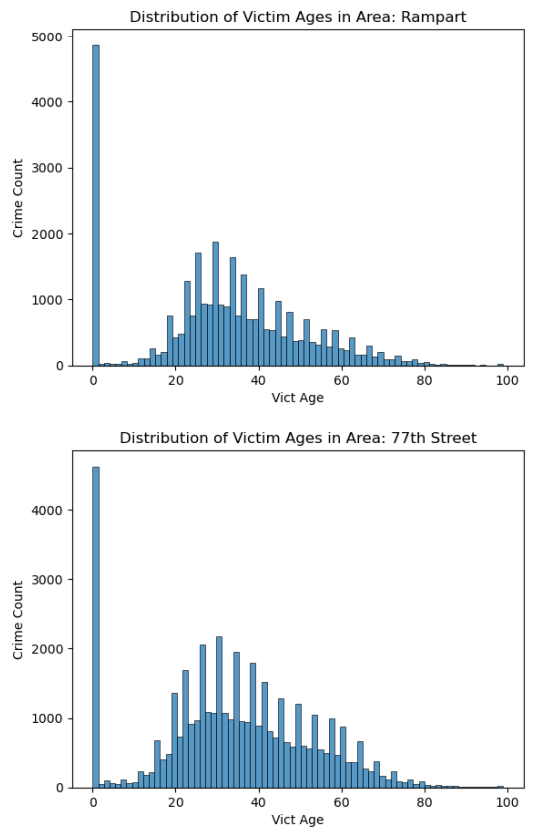 Distribution of Victim Ages in Area: Rampart
5000
4000
3000
2000
1000
0
Crime Count
0 20 40 60 80 100
Vict Age
Distribution of Victim Ages in Area: 77th Street
4000
3000
2000
1000
0
Crime Count
0 20 40 60 80 100
Vict Age